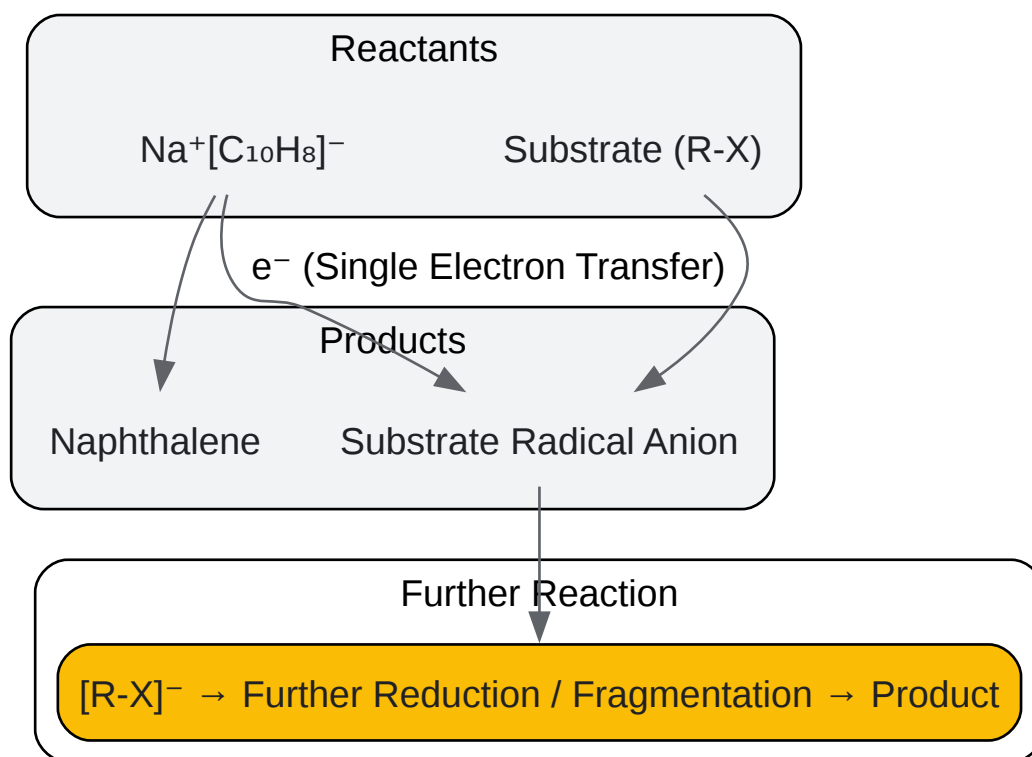 Reactants
Na⁺[C₁₀H₈]⁻ Substrate (R-X)
e⁻ (Single Electron Transfer)
Products
Naphthalene Substrate Radical Anion
Further Reaction
[R-X]⁻ → Further Reduction / Fragmentation → Product